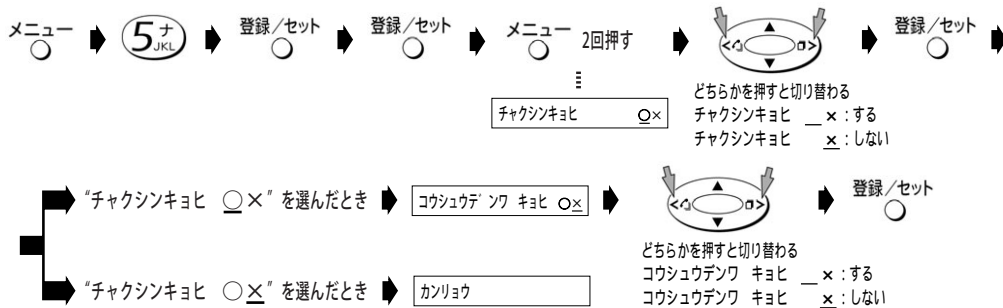 メニュー 5ナJKL 登録/セット 登録/セット メニュー 2回押す 登録/セット
どちらかを押すと切り替わる
チャクシンキョヒ ○× チャクシンキョヒ ×:する
チャクシンキョヒ ×:しない
“チャクシンキョヒ ○×” を選んだとき コウシュウデンワ キョヒ ○× 登録/セット
どちらかを押すと切り替わる
コウシュウデンワ キョヒ ×:する
“チャクシンキョヒ ○×” を選んだとき カンリョウ コウシュウデンワ キョヒ ×:しない